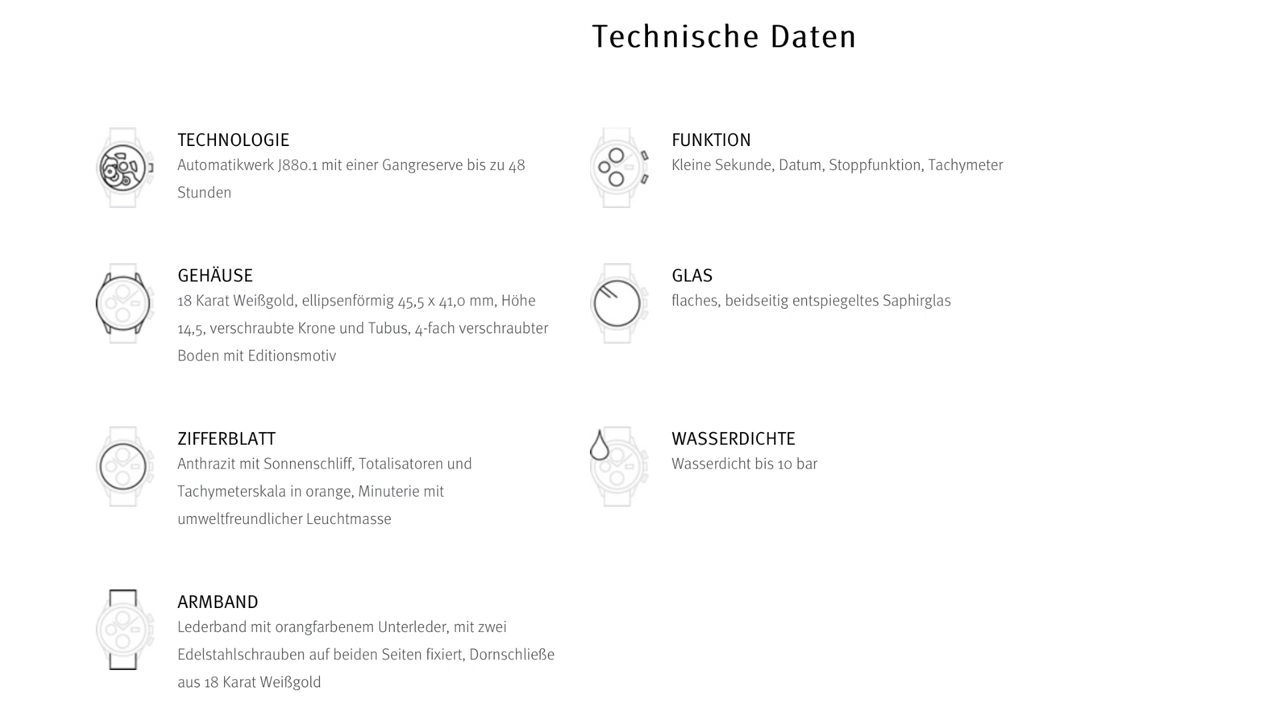 Technische Daten
TECHNOLOGIE
Automatikwerk J880.1 mit einer Gangreserve bis zu 48
Stunden
FUNKTION
Kleine Sekunde, Datum, Stoppfunktion, Tachymeter
GEHÄUSE
18 Karat Weißgold, ellipsenförmig 45,5 x 41,0 mm, Höhe
14,5, verschraubte Krone und Tubus, 4-fach verschraubter
Boden mit Editionsmotiv
GLAS
flaches, beidseitig entspiegeltes Saphirglas
ZIFFERBLATT
Anthrazit mit Sonnenschliff, Totalisatoren und
Tachymeterskala in orange, Minuterie mit
umweltfreundlicher Leuchtmasse
WASSERDICHTE
Wasserdicht bis 10 bar
ARMBAND
Lederband mit orangfarbenem Unterleder, mit zwei
Edelstahlschrauben auf beiden Seiten fixiert, Dornschließe
aus 18 Karat Weißgold